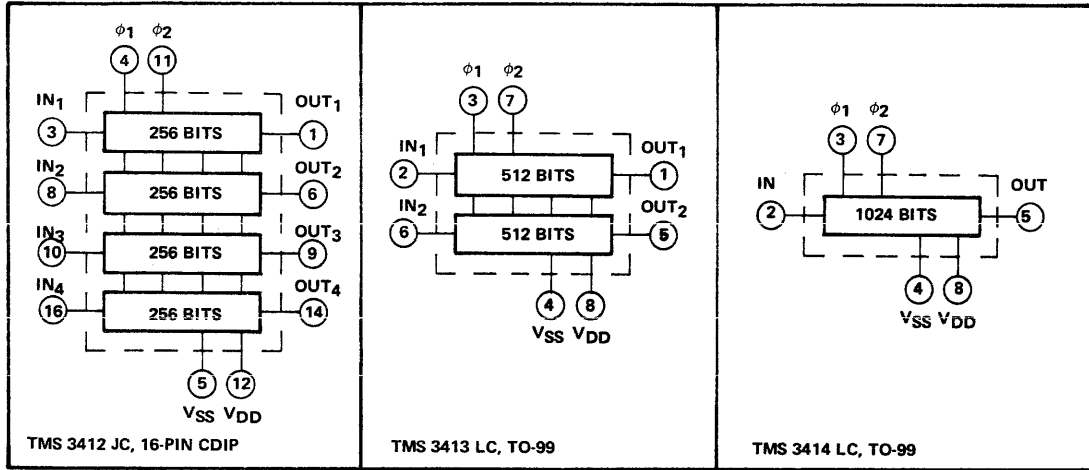 ϕ1 ϕ2
4 11
IN1 OUT1
3 256 BITS 1
IN2 OUT2
8 256 BITS 6
IN3 OUT3
10 256 BITS 9
IN4 OUT4
16 256 BITS 14
5 12
VSS VDD
TMS 3412 JC, 16-PIN CDIP
ϕ1 ϕ2
3 7
IN1 OUT1
2 512 BITS 1
IN2 OUT2
6 512 BITS 5
4 8
VSS VDD
TMS 3413 LC, TO-99
ϕ1 ϕ2
3 7
IN OUT
2 1024 BITS 5
4 8
VSS VDD
TMS 3414 LC, TO-99